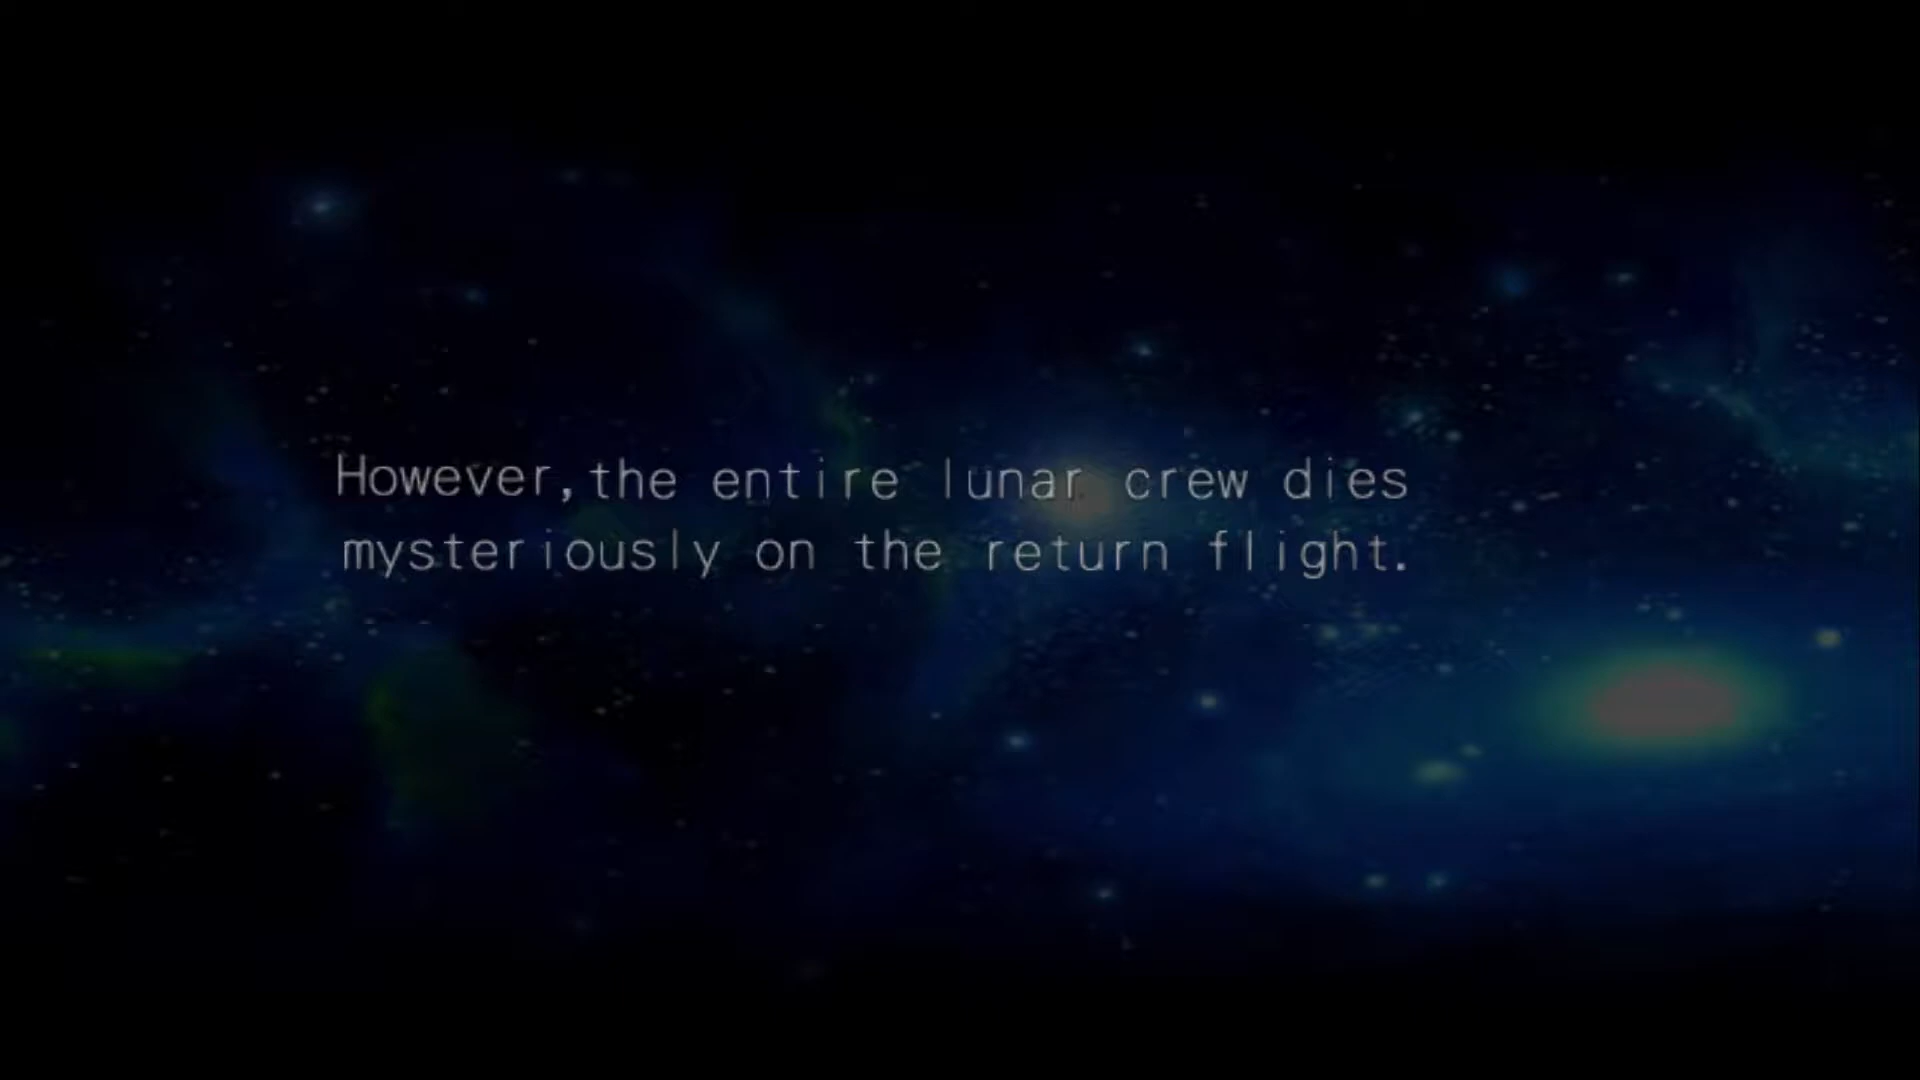 However, the entire lunar crew dies
mysteriously on the return flight.